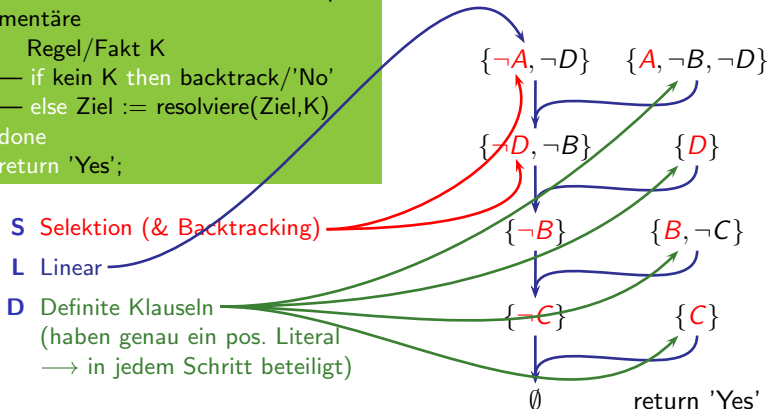 mentäre
Regel/Fakt K
— if kein K then backtrack/'No'
— else Ziel := resolviere(Ziel,K)
done
return 'Yes';
{¬A, ¬D} {A, ¬B, ¬D}
{¬D, ¬B} {D}
S Selektion (& Backtracking)
{¬B} {B, ¬C}
L Linear
D Definite Klauseln
(haben genau ein pos. Literal
{¬C} {C}
⟶ in jedem Schritt beteiligt)
∅ return 'Yes'